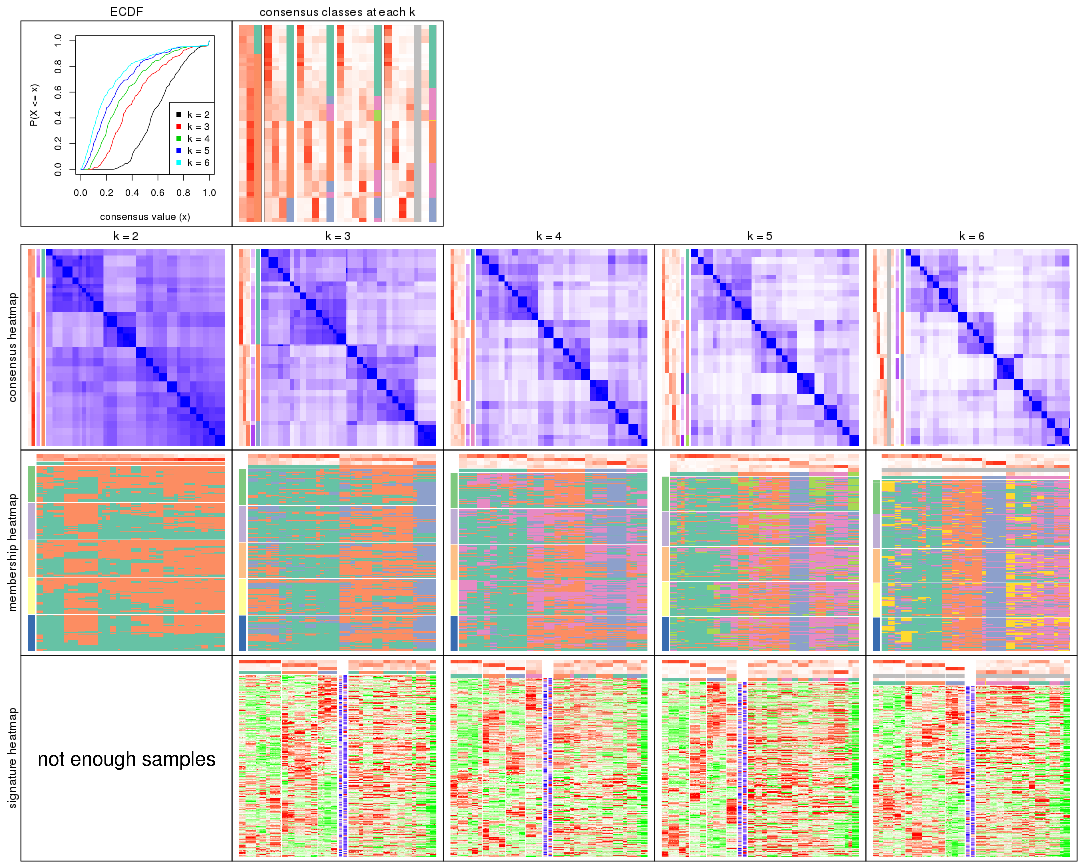 ECDF
consensus classes at each k
P(X <= x)
0.0 0.2 0.4 0.6 0.8 1.0
k = 2
k = 3
k = 4
k = 5
k = 6
0.0 0.2 0.4 0.6 0.8 1.0
consensus value (x)
k = 2 k = 3 k = 4 k = 5 k = 6
consensus heatmap
membership heatmap
signature heatmap
not enough samples